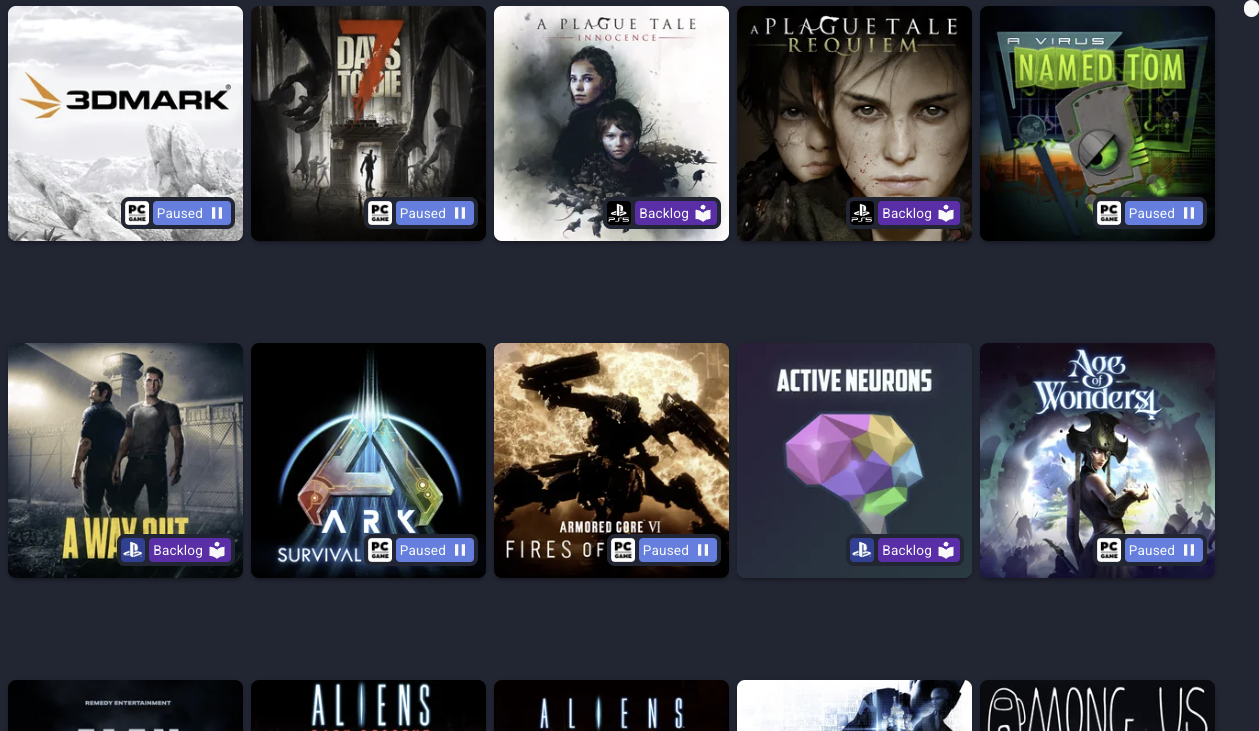 3DMARK®
PC
GAME
Paused
7
DAYS
TO DIE
PC
GAME
Paused
A PLAGUE TALE
INNOCENCE
PS5
Backlog
A PLAGUE TALE
REQUIEM
PS5
Backlog
A VIRUS
NAMED TOM
PC
GAME
Paused
A WAY OUT
Backlog
ARK
SURVIVAL
PC
GAME
Paused
ARMORED CORE VI
FIRES OF
PC
GAME
Paused
ACTIVE NEURONS
Backlog
Age
of
Wonders 4
PC
GAME
Paused
REMEDY ENTERTAINMENT
ALIENS
ALIENS
AMONG US